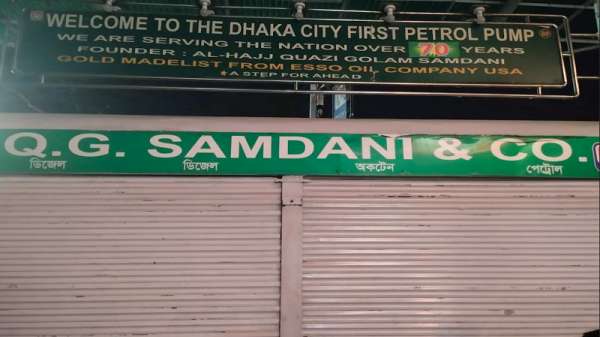 WELCOME TO THE DHAKA CITY FIRST PETROL PUMP
WE ARE SERVING THE NATION OVER 70 YEARS
FOUNDER : AL-HAJJ QUAZI GOLAM SAMDANI
GOLD MADELIST FROM ESSO OIL COMPANY USA
★A STEP FOR AHEAD
Q.G. SAMDANI & CO.
ডিজেল ডিজেল অকটেন পেট্রোল